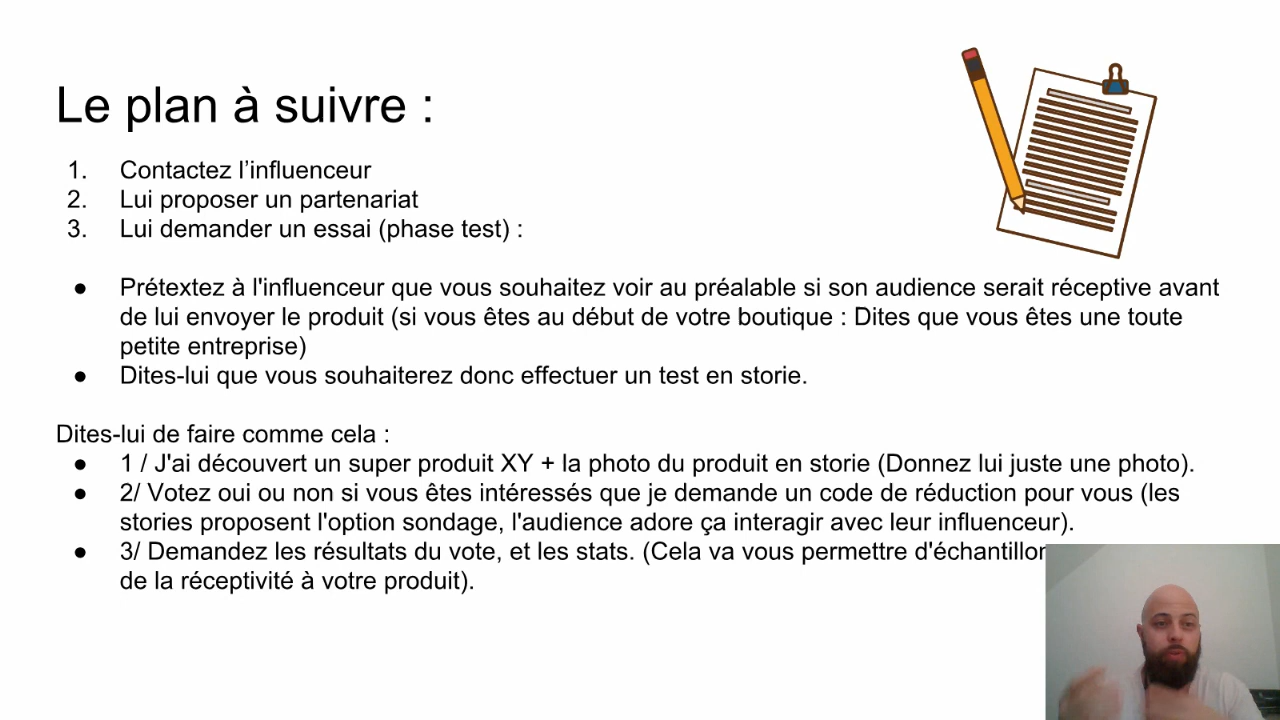 Le plan à suivre :
1. Contactez l’influenceur
2. Lui proposer un partenariat
3. Lui demander un essai (phase test) :
● Prétextez à l'influenceur que vous souhaitez voir au préalable si son audience serait réceptive avant
de lui envoyer le produit (si vous êtes au début de votre boutique : Dites que vous êtes une toute
petite entreprise)
● Dites-lui que vous souhaiterez donc effectuer un test en storie.
Dites-lui de faire comme cela :
● 1 / J'ai découvert un super produit XY + la photo du produit en storie (Donnez lui juste une photo).
● 2/ Votez oui ou non si vous êtes intéressés que je demande un code de réduction pour vous (les
stories proposent l'option sondage, l'audience adore ça interagir avec leur influenceur).
● 3/ Demandez les résultats du vote, et les stats. (Cela va vous permettre
de la réceptivité à votre produit).